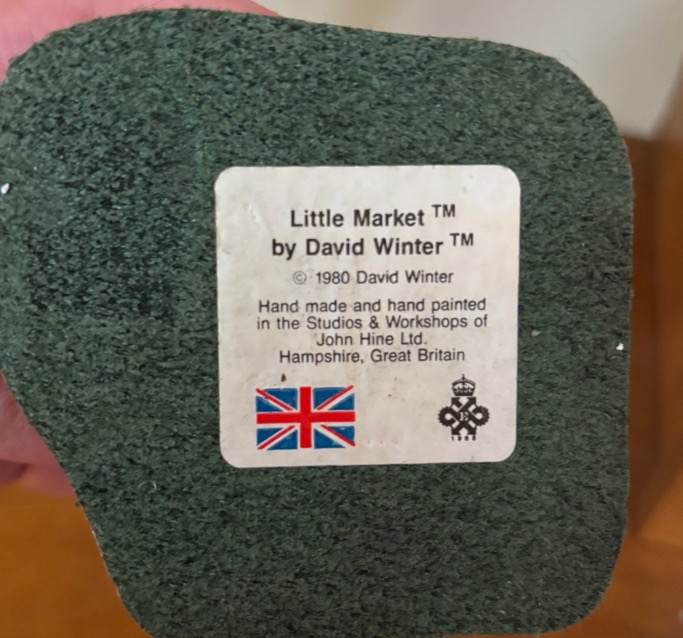 Little Market ™
by David Winter ™
© 1980 David Winter
Hand made and hand painted
in the Studios & Workshops of
John Hine Ltd.
Hampshire, Great Britain
E